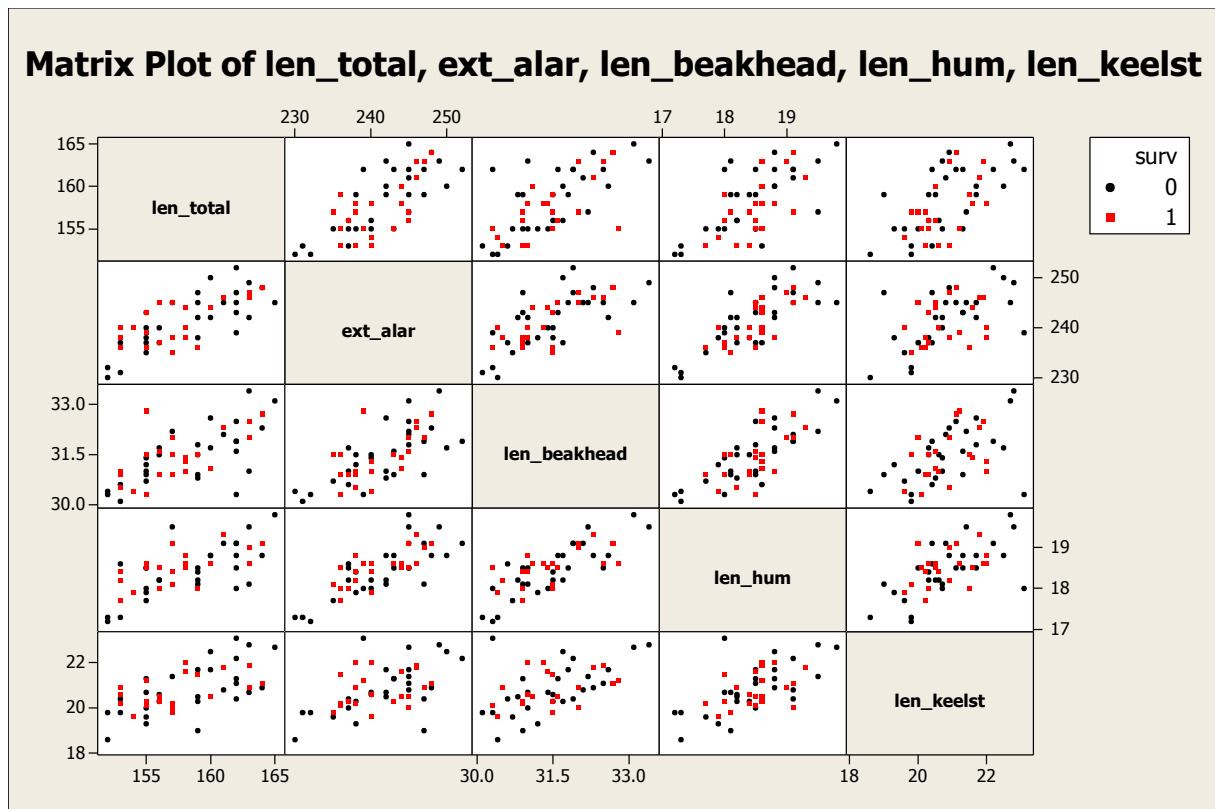 Matrix Plot of len_total, ext_alar, len_beakhead, len_hum, len_keelst
230 240 250 17 18 19
165
160
155
len_total
surv
0
1
ext_alar
250
240
230
33.0
31.5
30.0
len_beakhead
len_hum
19
18
17
22
20
18
len_keelst
155 160 165 30.0 31.5 33.0 18 20 22